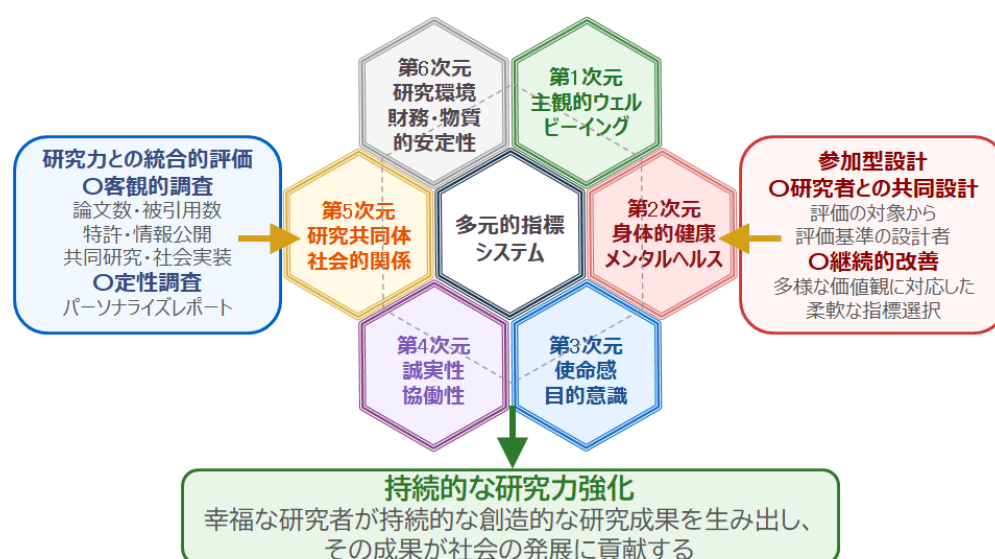 第6次元
研究環境
財務・物質
的安定性
第1次元
主観的ウェル
ビーイング
研究力との統合的評価
〇客観的調査
論文数・被引用数
特許・情報公開
共同研究・社会実装
〇定性調査
パーソナライズレポート
第5次元
研究共同体
社会的関係
多元的指標
システム
第2次元
身体的健康
メンタルヘルス
参加型設計
〇研究者との共同設計
評価の対象から
評価基準の設計者
〇継続的改善
多様な価値観に対応した
柔軟な指標選択
第4次元
誠実性
協働性
第3次元
使命感
目的意識
持続的な研究力強化
幸福な研究者が持続的な創造的な研究成果を生み出し、
その成果が社会の発展に貢献する